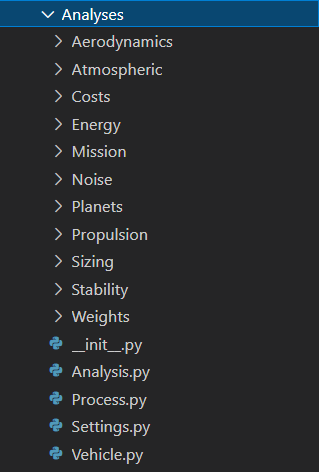 Analyses
Aerodynamics
Atmospheric
Costs
Energy
Mission
Noise
Planets
Propulsion
Sizing
Stability
Weights
__init__.py
Analysis.py
Process.py
Settings.py
Vehicle.py